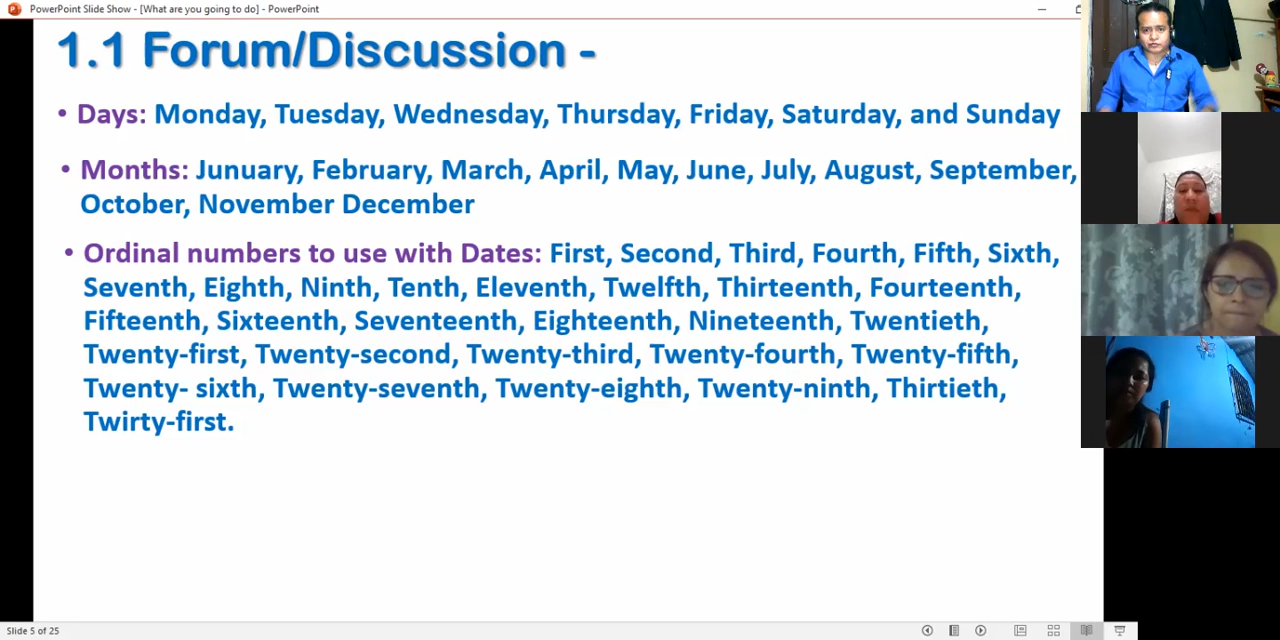 PowerPoint Slide Show - [What are you going to do] - PowerPoint
1.1 Forum/Discussion -
• Days: Monday, Tuesday, Wednesday, Thursday, Friday, Saturday, and Sunday
• Months: Junuary, February, March, April, May, June, July, August, September,
October, November December
• Ordinal numbers to use with Dates: First, Second, Third, Fourth, Fifth, Sixth,
Seventh, Eighth, Ninth, Tenth, Eleventh, Twelfth, Thirteenth, Fourteenth,
Fifteenth, Sixteenth, Seventeenth, Eighteenth, Nineteenth, Twentieth,
Twenty-first, Twenty-second, Twenty-third, Twenty-fourth, Twenty-fifth,
Twenty- sixth, Twenty-seventh, Twenty-eighth, Twenty-ninth, Thirtieth,
Twirty-first.
Slide 5 of 25